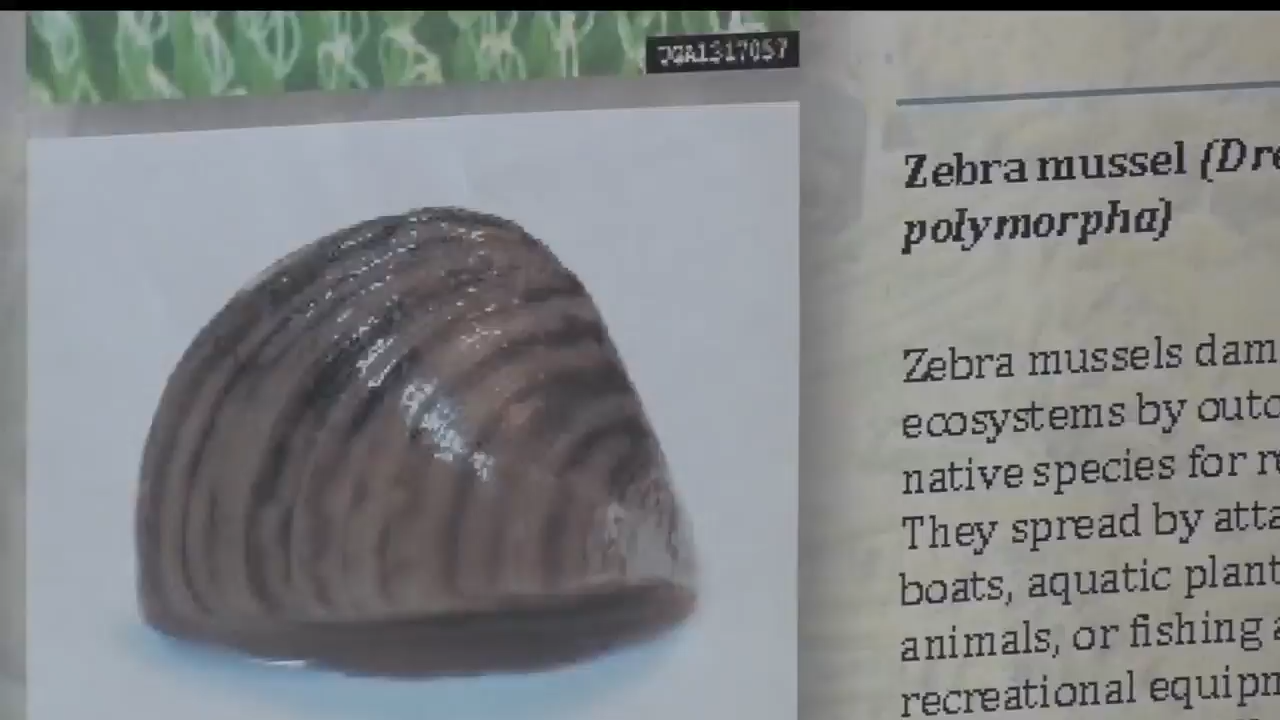 JGA1317057
Zebra mussel (Dre
polymorpha)
Zebra mussels dam
ecosystems by outc
native species for r
They spread by atta
boats, aquatic plant
animals, or fishing a
recreational equipm